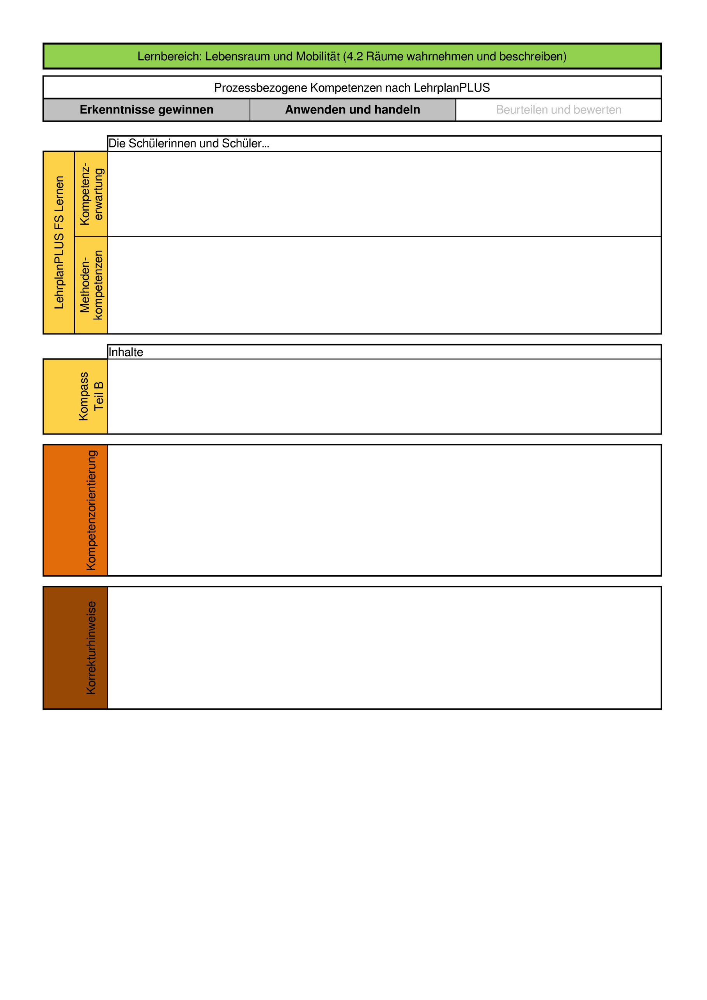 Lernbereich: Lebensraum und Mobilität (4.2 Räume wahrnehmen und beschreiben)
Prozessbezogene Kompetenzen nach LehrplanPLUS
Erkenntnisse gewinnen
Anwenden und handeln
Beurteilen und bewerten
Die Schülerinnen und Schüler...
LehrplanPLUS FS Lernen
Kompetenz-
erwartung
Methoden-
kompetenzen
Inhalte
Kompass
Teil B
Kompetenzorientierung
Korrekturhinweise